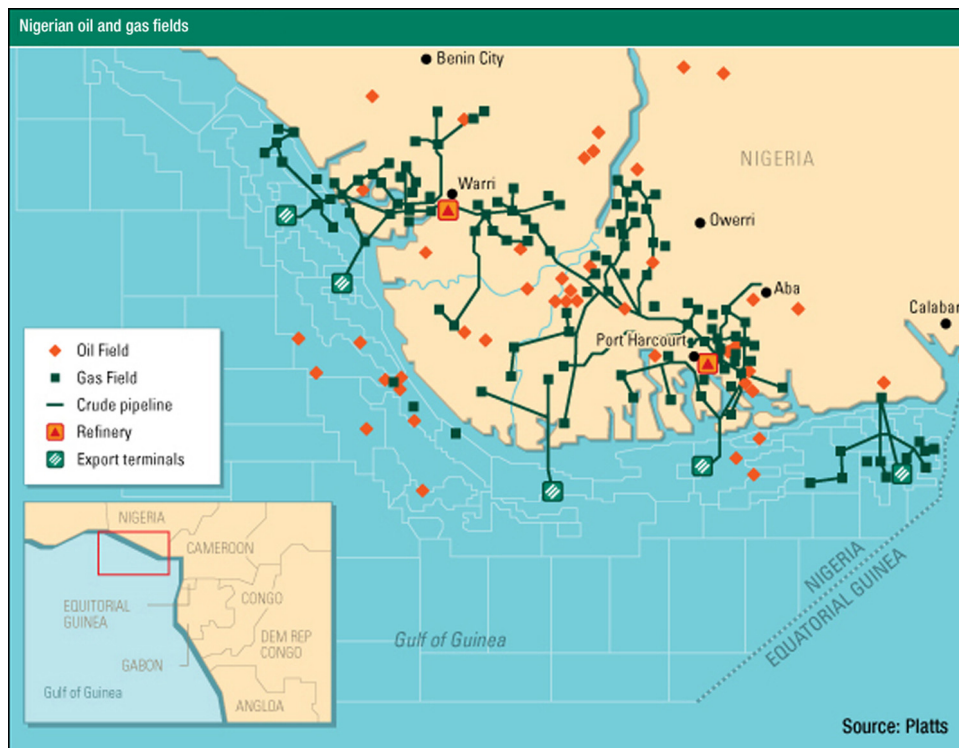 Nigerian oil and gas fields
Benin City
NIGERIA
Warri
Owerri
Aba
Calabar
Port Harcourt
Oil Field
Gas Field
Crude pipeline
Refinery
Export terminals
NIGERIA
CAMEROON
EQUITORIAL
GUINEA
CONGO
DEM REP
CONGO
GABON
Gulf of Guinea
ANGLOA
Gulf of Guinea
NIGERIA
EQUATORIAL GUINEA
Source: Platts